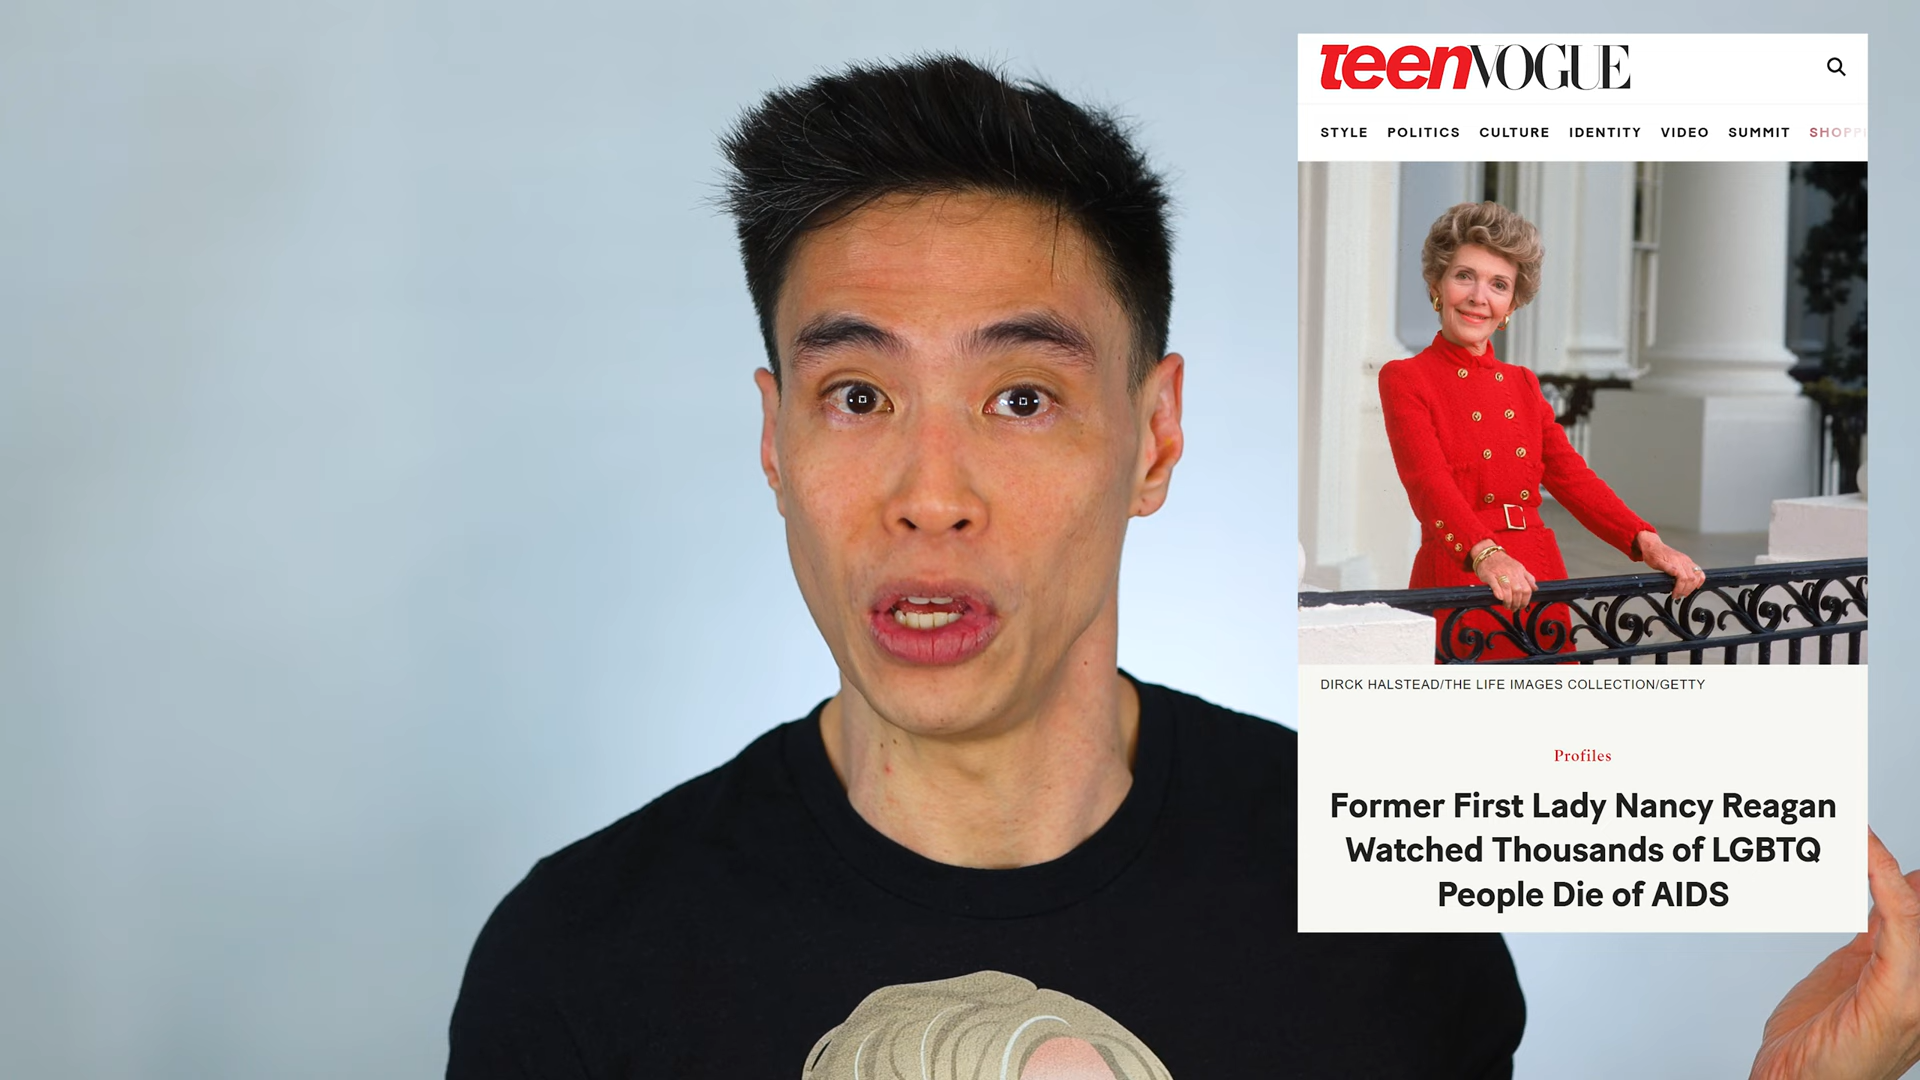 teenVOGUE
STYLE POLITICS CULTURE IDENTITY VIDEO SUMMIT SHOPPI
DIRCK HALSTEAD/THE LIFE IMAGES COLLECTION/GETTY
Profiles
Former First Lady Nancy Reagan
Watched Thousands of LGBTQ
People Die of AIDS